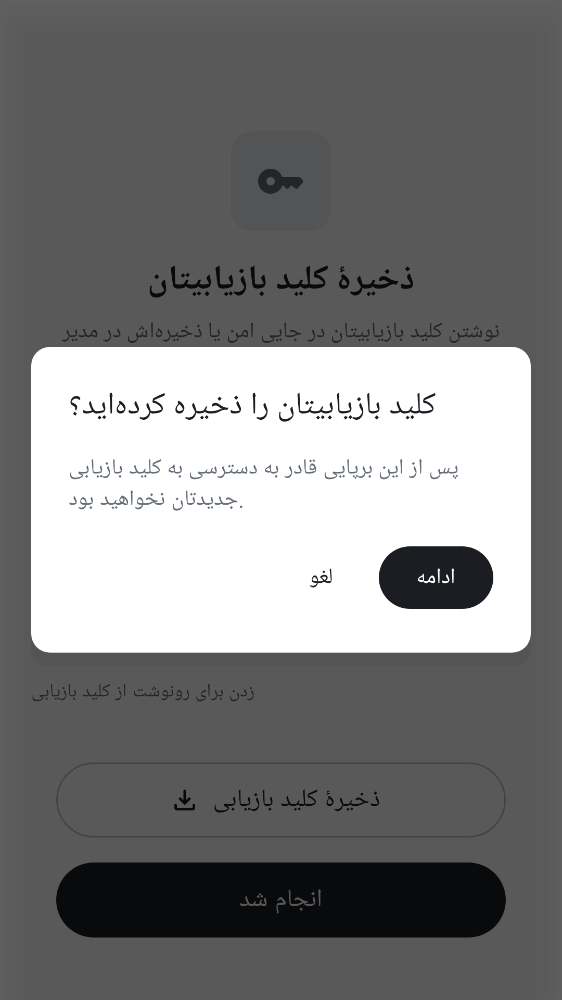 ذخیرهٔ کلید بازیابیتان
نوشتن کلید بازیابیتان در جایی امن یا ذخیره‌اش در مدیر
کلید بازیابیتان را ذخیره کرده‌اید؟
پس از این برپایی قادر به دسترسی به کلید بازیابی
جدیدتان نخواهید بود.
ادامه
لغو
زدن برای رونوشت از کلید بازیابی
ذخیرهٔ کلید بازیابی
انجام شد